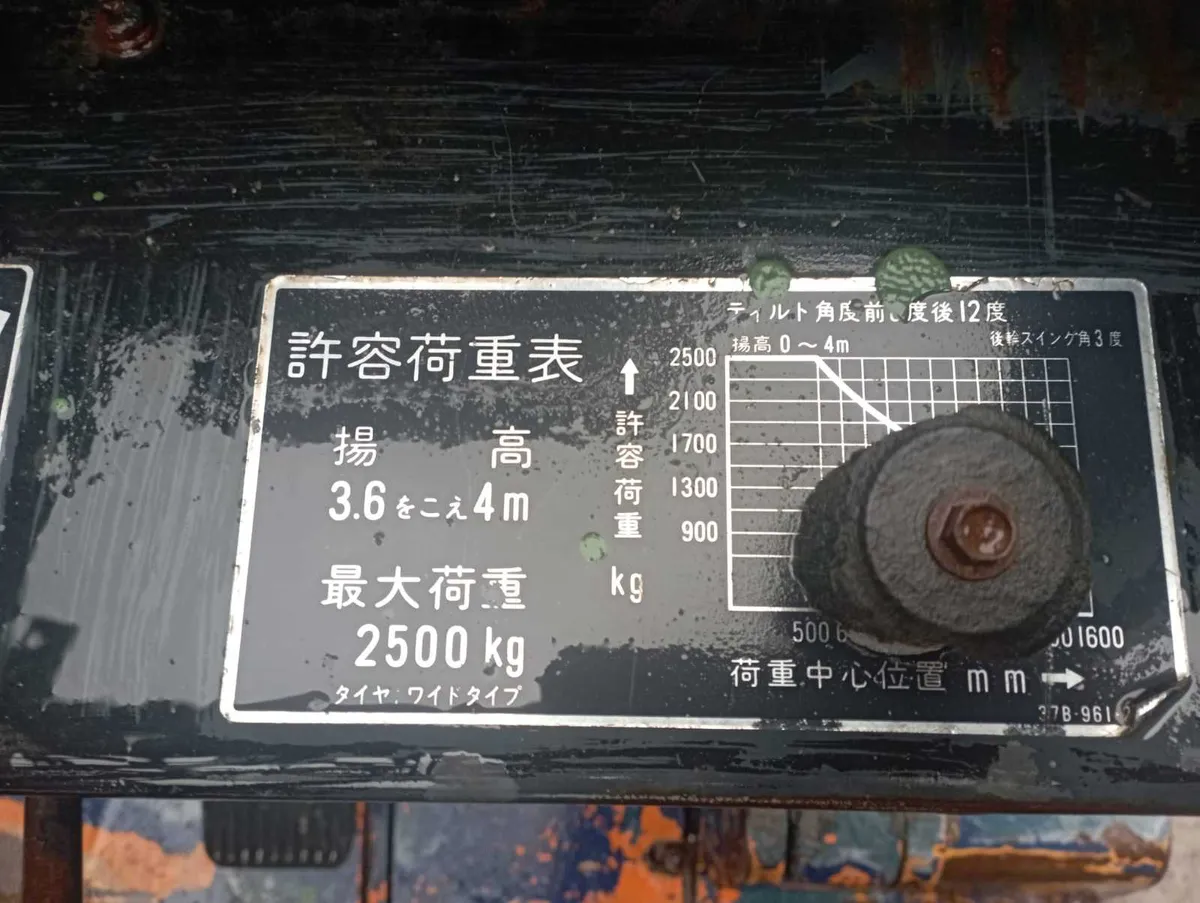 許容荷重表
揚 高
3.6をこえ4m
最大荷重
2500 kg
タイヤ:ワイドタイプ
許容荷重
kg
ティルト角度前 度後12度
揚高 0～4m
後輪スイング角3度
2500
2100
1700
1300
900
500
1600
荷重中心位置 mm →
37B-961-